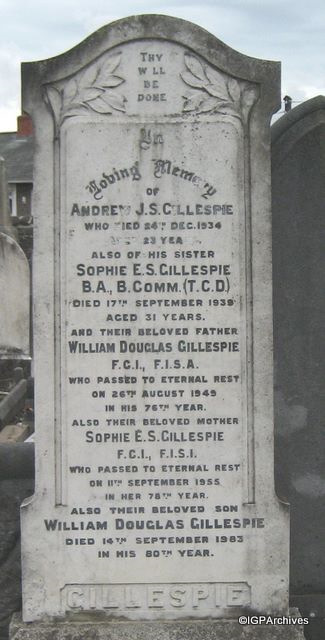 THY
WILL
BE
DONE
In
Loving Memory
OF
ANDREW J.S. GILLESPIE
WHO DIED 24TH DEC. 1934
AGED 23 YEARS
ALSO OF HIS SISTER
SOPHIE E.S. GILLESPIE
B.A., B. COMM. (T.C.D.)
DIED 17TH SEPTEMBER 1939
AGED 31 YEARS.
AND THEIR BELOVED FATHER
WILLIAM DOUGLAS GILLESPIE
F.C.I., F.I.S.A.
WHO PASSED TO ETERNAL REST
ON 26TH AUGUST 1949
IN HIS 76TH YEAR.
ALSO THEIR BELOVED MOTHER
SOPHIE E.S. GILLESPIE
F.C.I., F.I.S.I.
WHO PASSED TO ETERNAL REST
ON 11TH SEPTEMBER 1955
IN HER 78TH YEAR.
ALSO THEIR BELOVED SON
WILLIAM DOUGLAS GILLESPIE
DIED 14TH SEPTEMBER 1983
IN HIS 80TH YEAR.
GILLESPIE
©IGPArchives